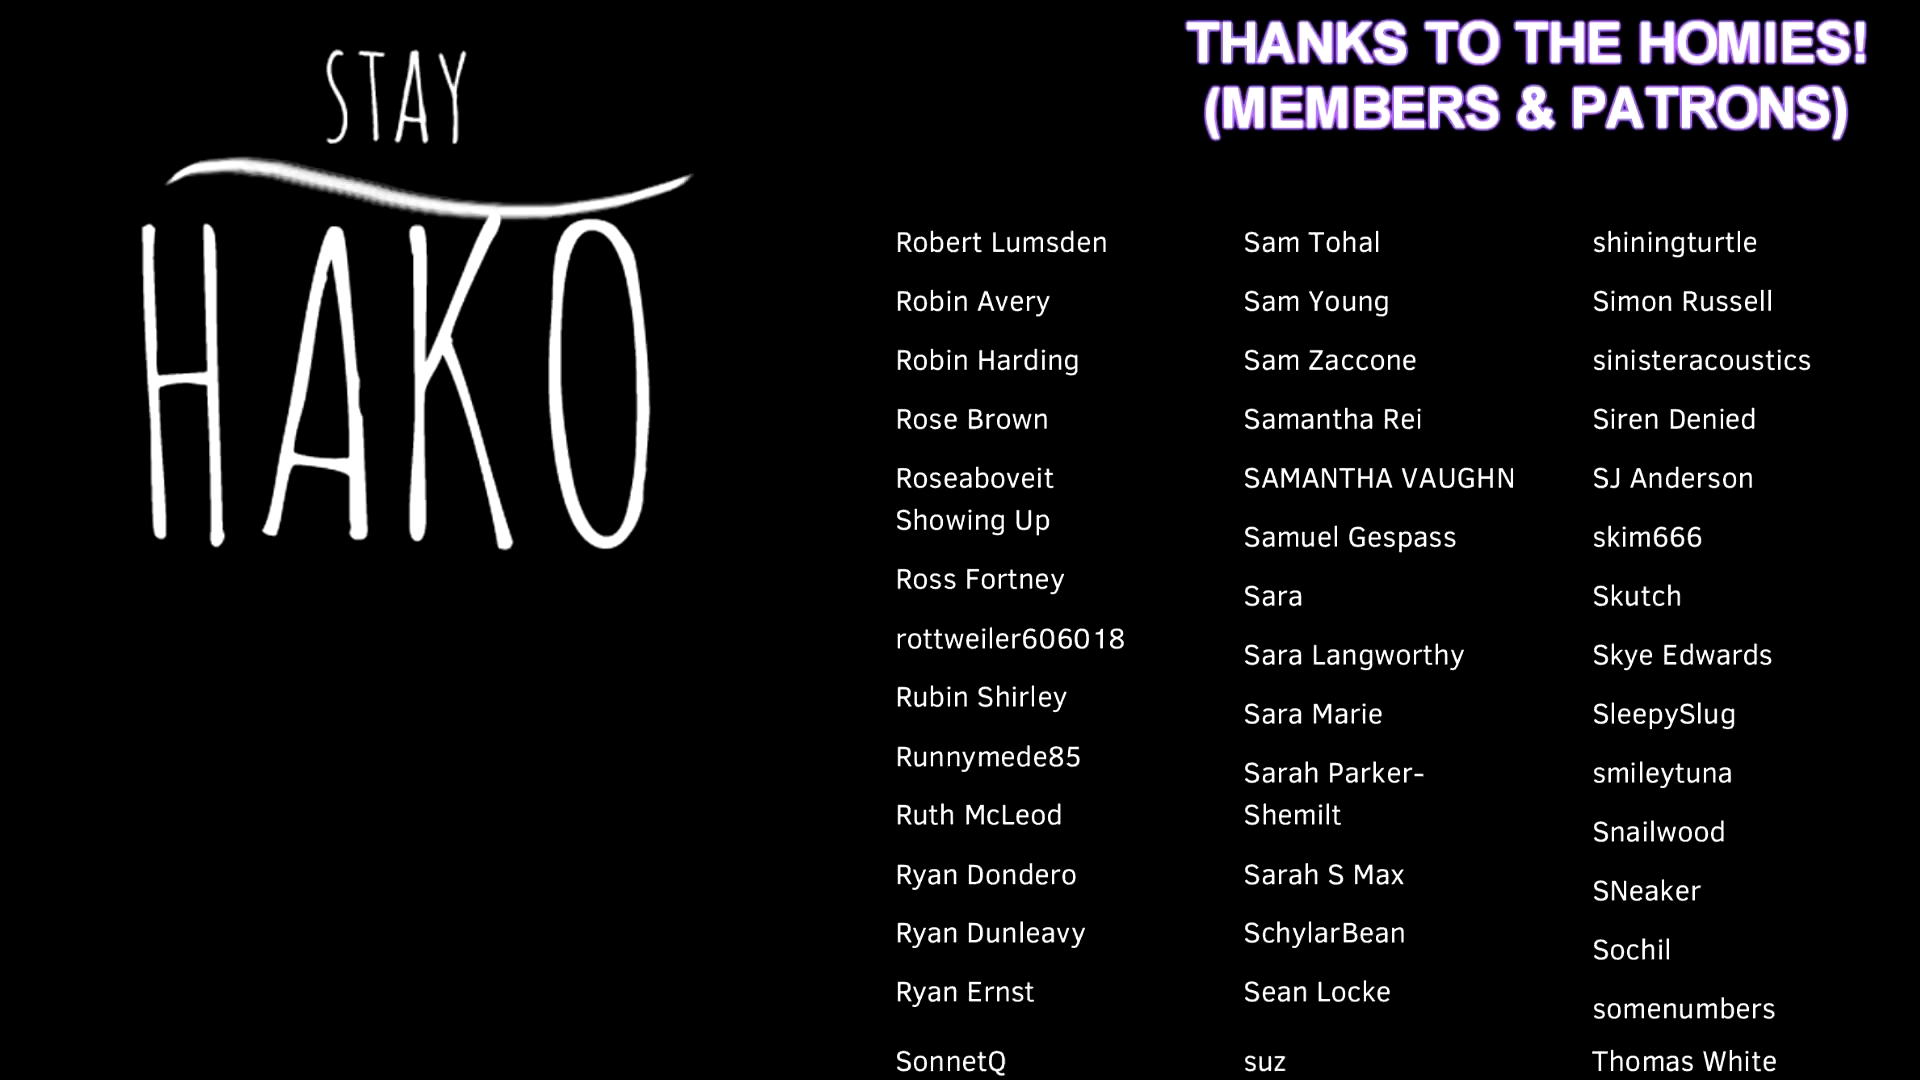 STAY
HAKO
THANKS TO THE HOMIES!
(MEMBERS & PATRONS)
Robert Lumsden
Robin Avery
Robin Harding
Rose Brown
Roseaboveit
Showing Up
Ross Fortney
rottweiler606018
Rubin Shirley
Runnymede85
Ruth McLeod
Ryan Dondero
Ryan Dunleavy
Ryan Ernst
SonnetQ
Sam Tohal
Sam Young
Sam Zaccone
Samantha Rei
SAMANTHA VAUGHN
Samuel Gespass
Sara
Sara Langworthy
Sara Marie
Sarah Parker-
Shemilt
Sarah S Max
SchylarBean
Sean Locke
suz
shiningturtle
Simon Russell
sinisteracoustics
Siren Denied
SJ Anderson
skim666
Skutch
Skye Edwards
SleepySlug
smileytuna
Snailwood
SNeaker
Sochil
somenumbers
Thomas White